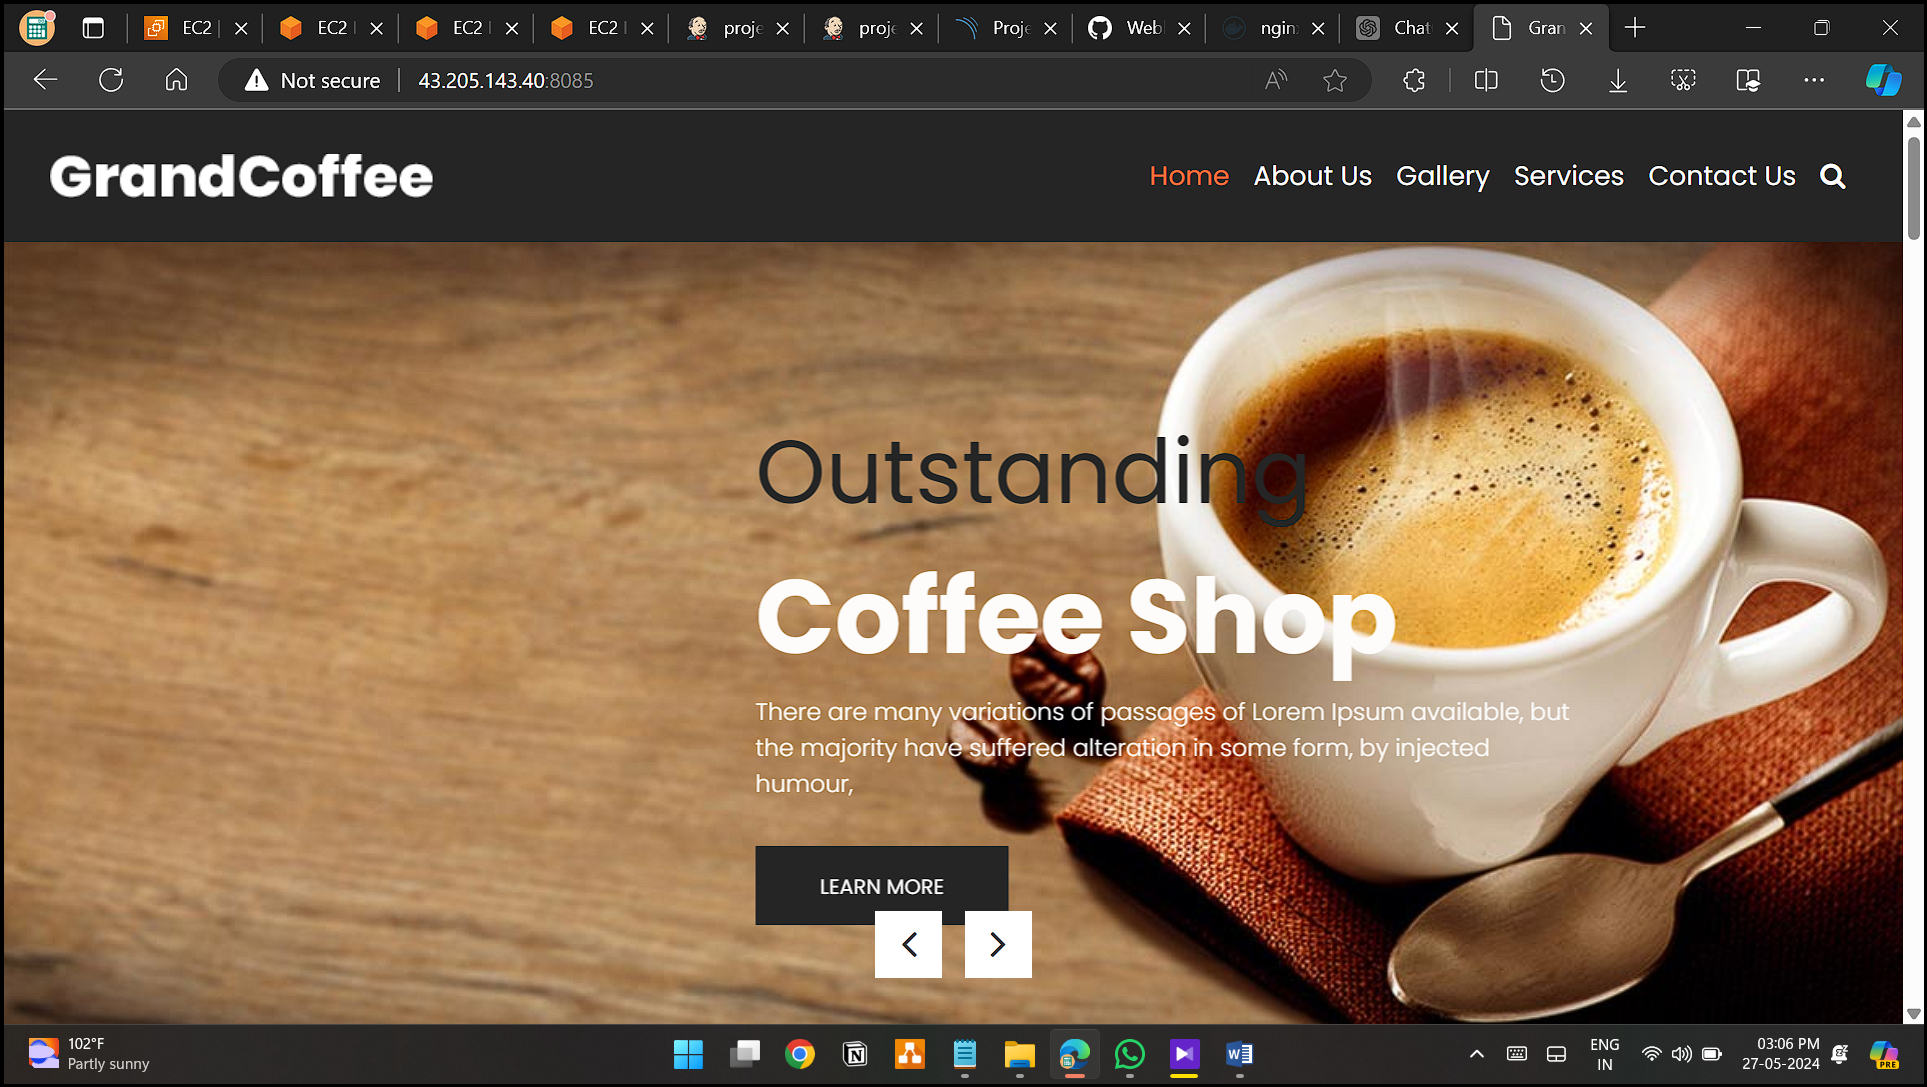 EC2 |
EC2 I
EC2 I
EC2 I
proje
proje
Proje
Web
nginx
Chat
Gran
Not secure
43.205.143.40:8085
GrandCoffee
Home About Us Gallery Services Contact Us
Outstanding
Coffee Shop
There are many variations of passages of Lorem Ipsum available, but
the majority have suffered alteration in some form, by injected
humour,
LEARN MORE
102°F
Partly sunny
ENG
IN
03:06 PM
27-05-2024
PRE